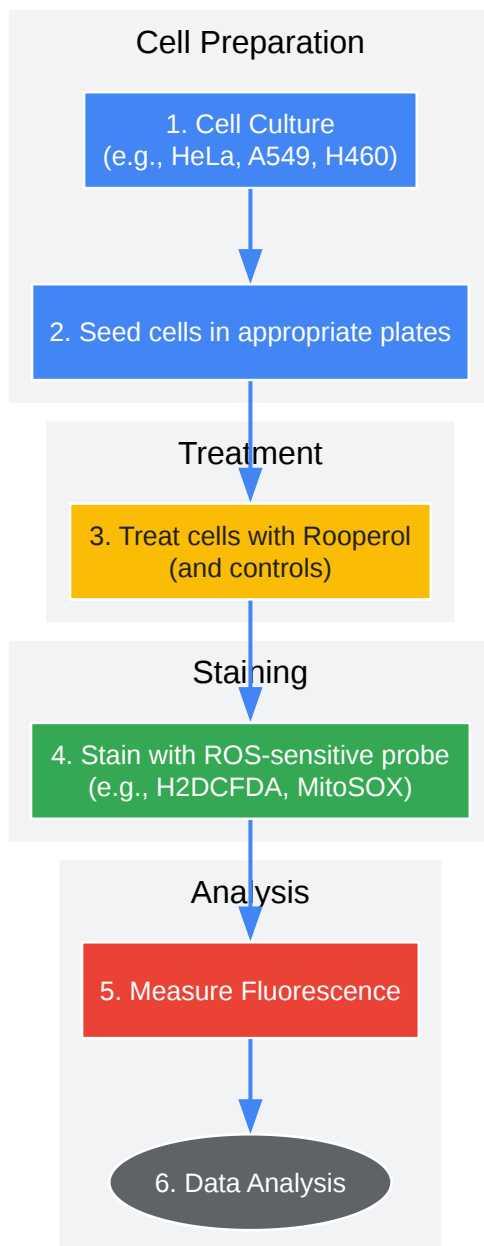 Cell Preparation
1. Cell Culture
(e.g., HeLa, A549, H460)
2. Seed cells in appropriate plates
Treatment
3. Treat cells with Rooperol
(and controls)
Staining
4. Stain with ROS-sensitive probe
(e.g., H2DCFDA, MitoSOX)
Analysis
5. Measure Fluorescence
6. Data Analysis